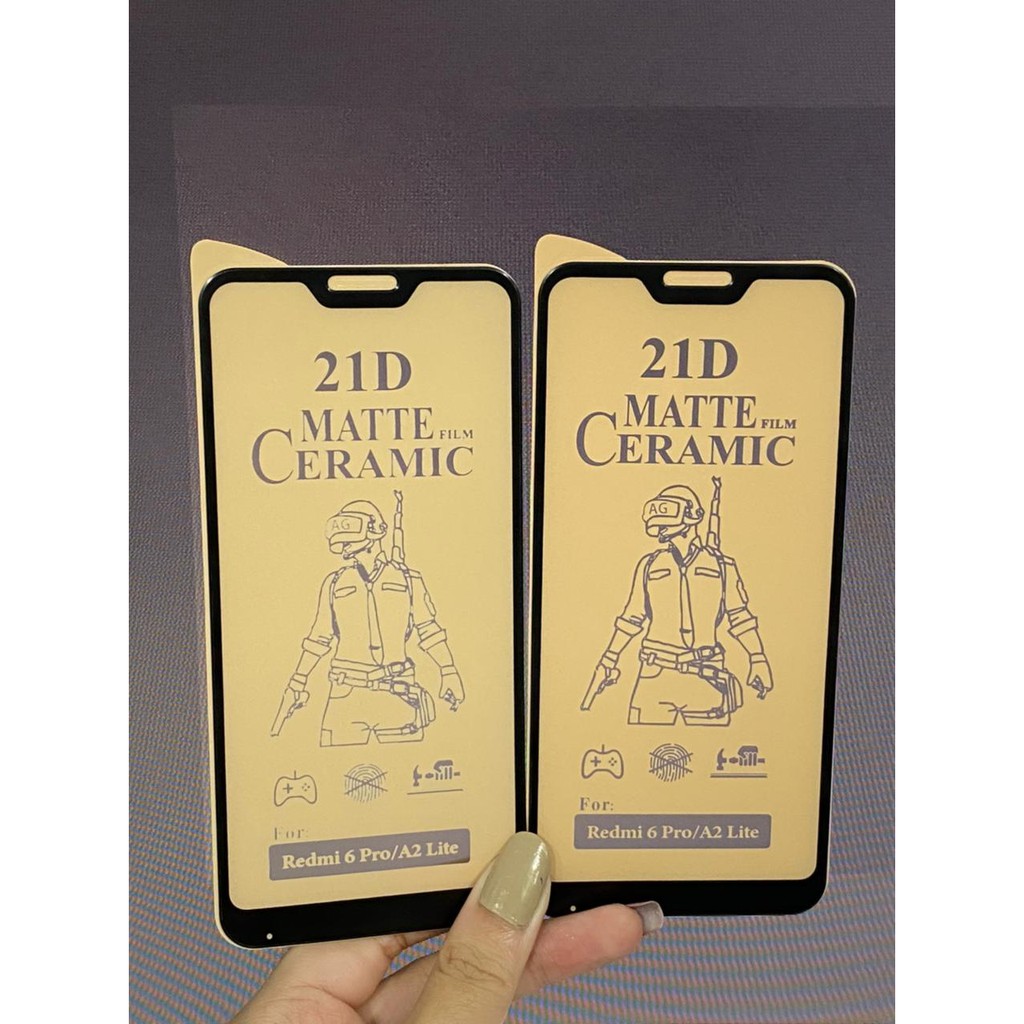 21D
MATTE FILM
CERAMIC
AG
For:
Redmi 6 Pro/A2 Lite
21D
MATTE FILM
CERAMIC
AG
For:
Redmi 6 Pro/A2 Lite